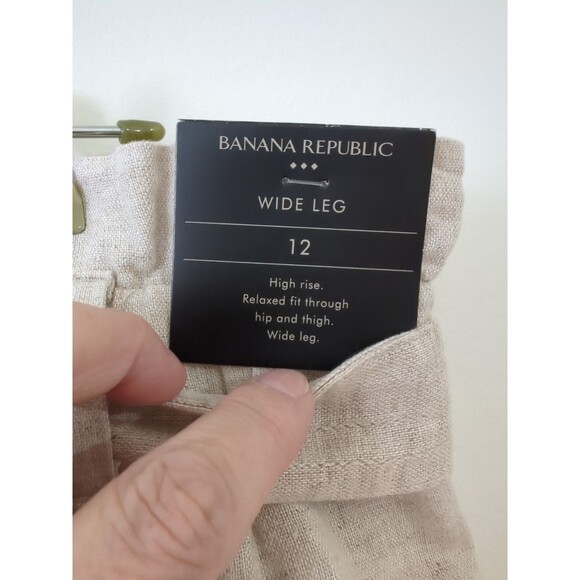 BANANA REPUBLIC
WIDE LEG
12
High rise.
Relaxed fit through
hip and thigh.
Wide leg.